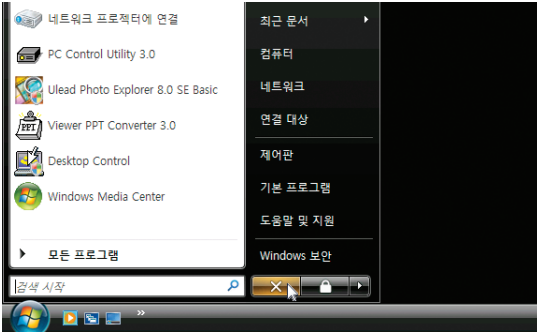 네트워크 프로젝터에 연결
PC Control Utility 3.0
Ulead Photo Explorer 8.0 SE Basic
Viewer PPT Converter 3.0
Desktop Control
Windows Media Center
모든 프로그램
검색 시작
최근 문서
컴퓨터
네트워크
연결 대상
제어판
기본 프로그램
도움말 및 지원
Windows 보안